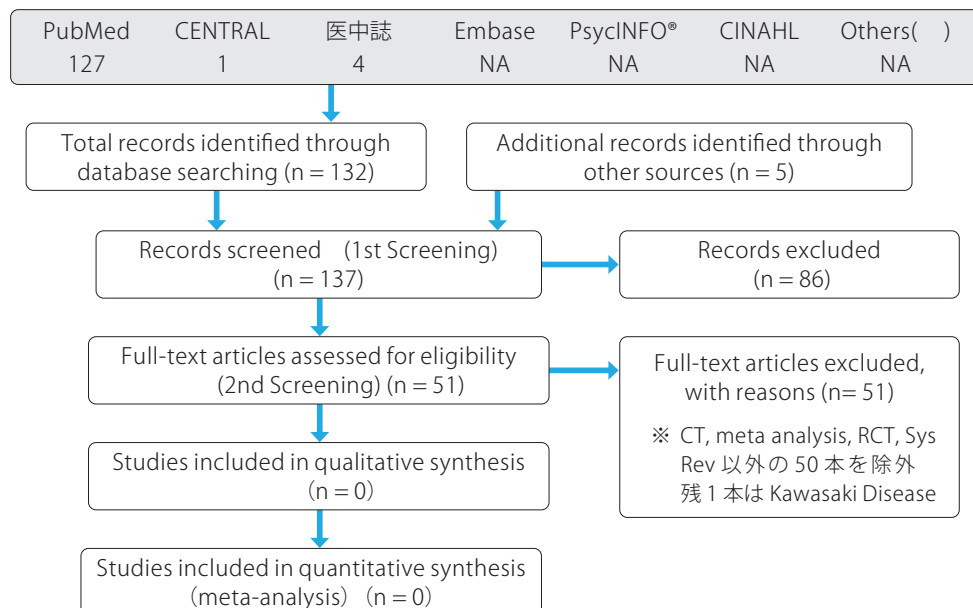 PubMed CENTRAL 医中誌 Embase PsycINFO® CINAHL Others( )
127 1 4 NA NA NA NA
Total records identified through
database searching (n = 132)
Additional records identified through
other sources (n = 5)
Records screened (1st Screening)
(n = 137)
Records excluded
(n = 86)
Full-text articles assessed for eligibility
(2nd Screening) (n = 51)
Full-text articles excluded,
with reasons (n= 51)
※ CT, meta analysis, RCT, Sys
Rev 以外の 50 本を除外
残 1 本は Kawasaki Disease
Studies included in qualitative synthesis
（n = 0）
Studies included in quantitative synthesis
（meta-analysis）（n = 0）